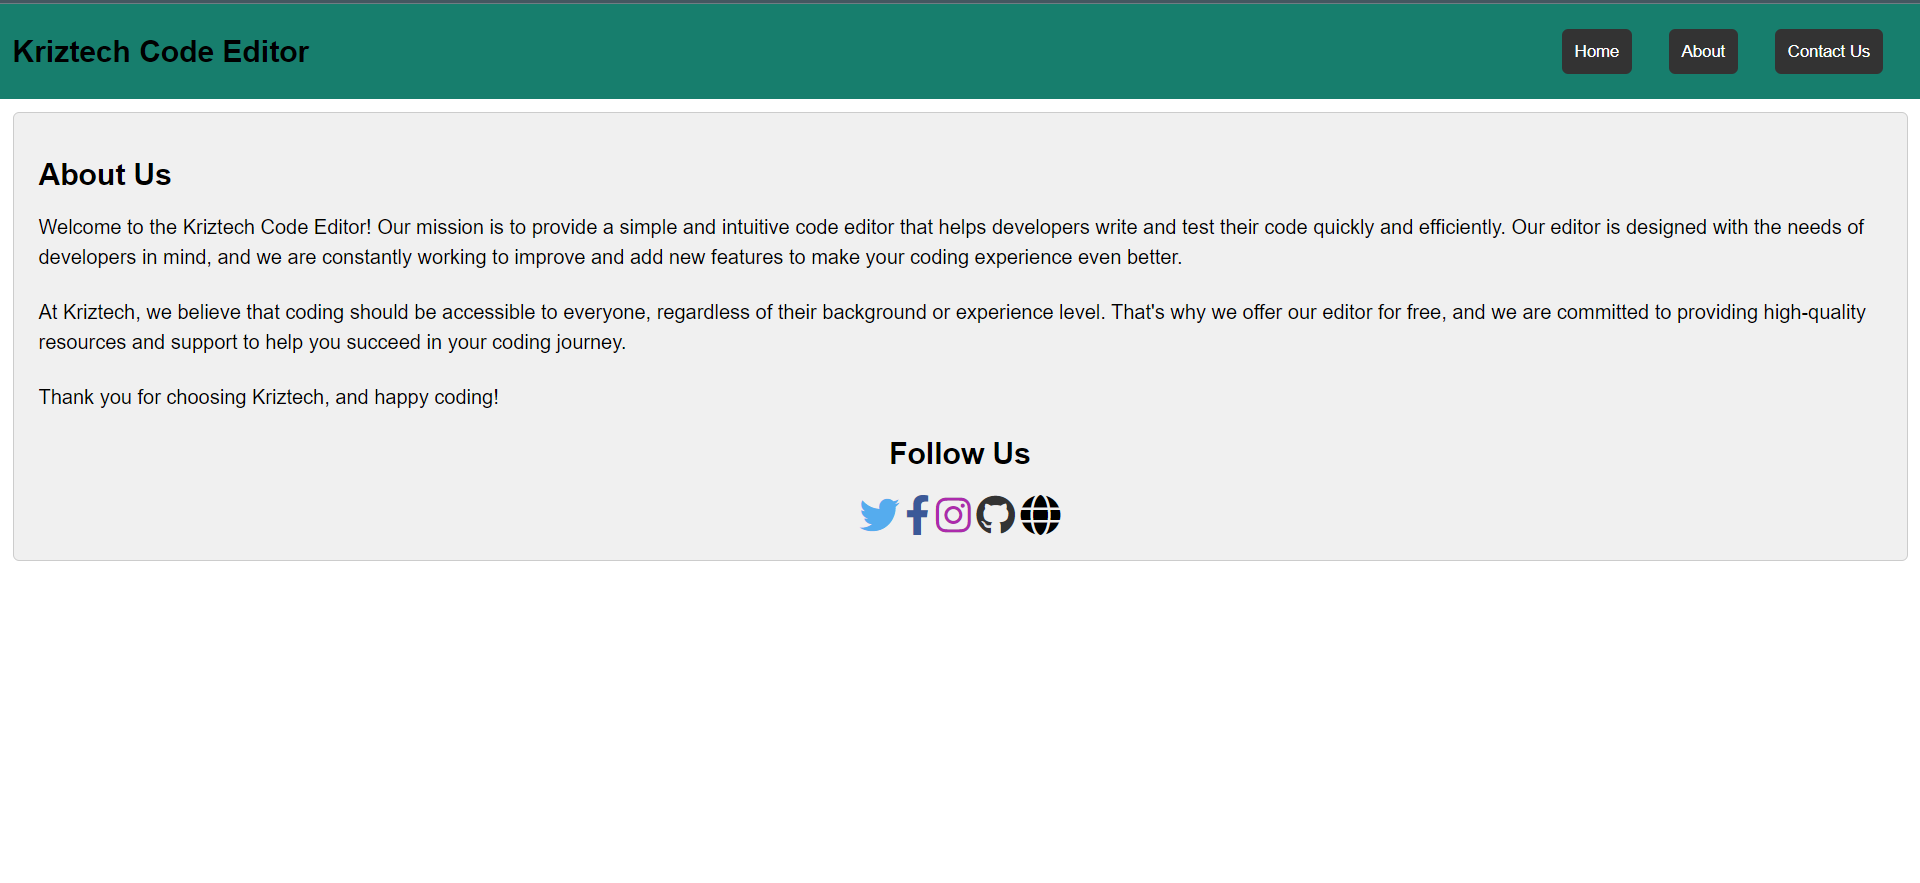 Kriztech Code Editor
Home
About
Contact Us
About Us
Welcome to the Kriztech Code Editor! Our mission is to provide a simple and intuitive code editor that helps developers write and test their code quickly and efficiently. Our editor is designed with the needs of
developers in mind, and we are constantly working to improve and add new features to make your coding experience even better.
At Kriztech, we believe that coding should be accessible to everyone, regardless of their background or experience level. That's why we offer our editor for free, and we are committed to providing high-quality
resources and support to help you succeed in your coding journey.
Thank you for choosing Kriztech, and happy coding!
Follow Us